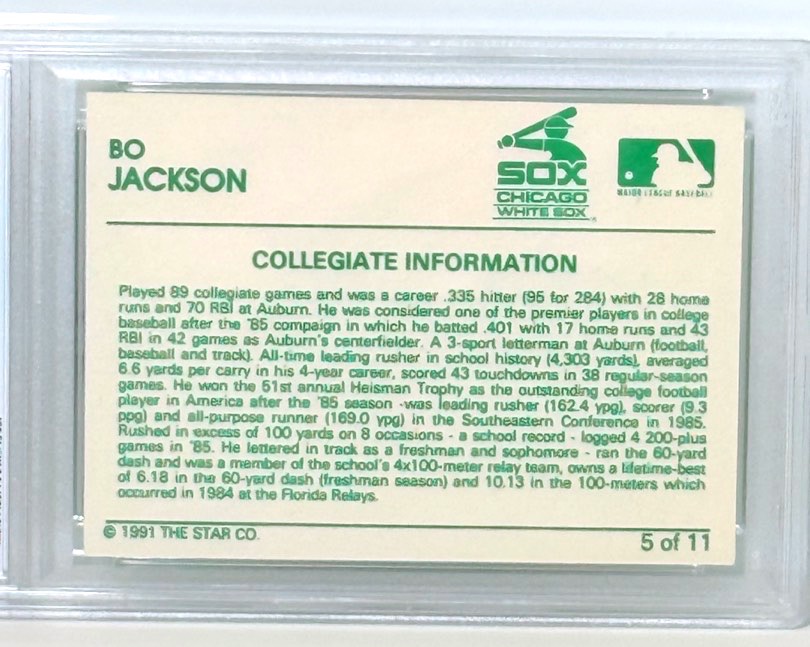 BO
JACKSON
SOX
CHICAGO
WHITE SOX
MAJOR LEAGUE BASEBALL
COLLEGIATE INFORMATION
Played 89 collegiate games and was a career .335 hitter (95 for 284) with 28 home
runs and 70 RBI at Auburn. He was considered one of the premier players in college
baseball after the '85 compaign in which he batted .401 with 17 home runs and 43
RBI in 42 games as Auburn's centerfielder. A 3-sport letterman at Auburn (football,
baseball and track). All-time leading rusher in school history (4,303 yards), averaged
6.6 yards per carry in his 4-year career, scored 43 touchdowns in 38 regular-season
games. He won the 51st annual Heisman Trophy as the outstanding college football
player in America after the '85 season -was leading rusher (162.4 ypg), scorer (9.3
ppg) and all-purpose runner (169.0 ypg) in the Southeastern Conference in 1985.
Rushed in excess of 100 yards on 8 occasions - a school record - logged 4 200-plus
games in '85. He lettered in track as a freshman and sophomore - ran the 60-yard
dash and was a member of the school's 4x100-meter relay team, owns a lifetime-best
of 6.18 in the 60-yard dash (freshman season) and 10.13 in the 100-meters which
occurred in 1984 at the Florida Relays.
© 1991 THE STAR CO.
5 of 11